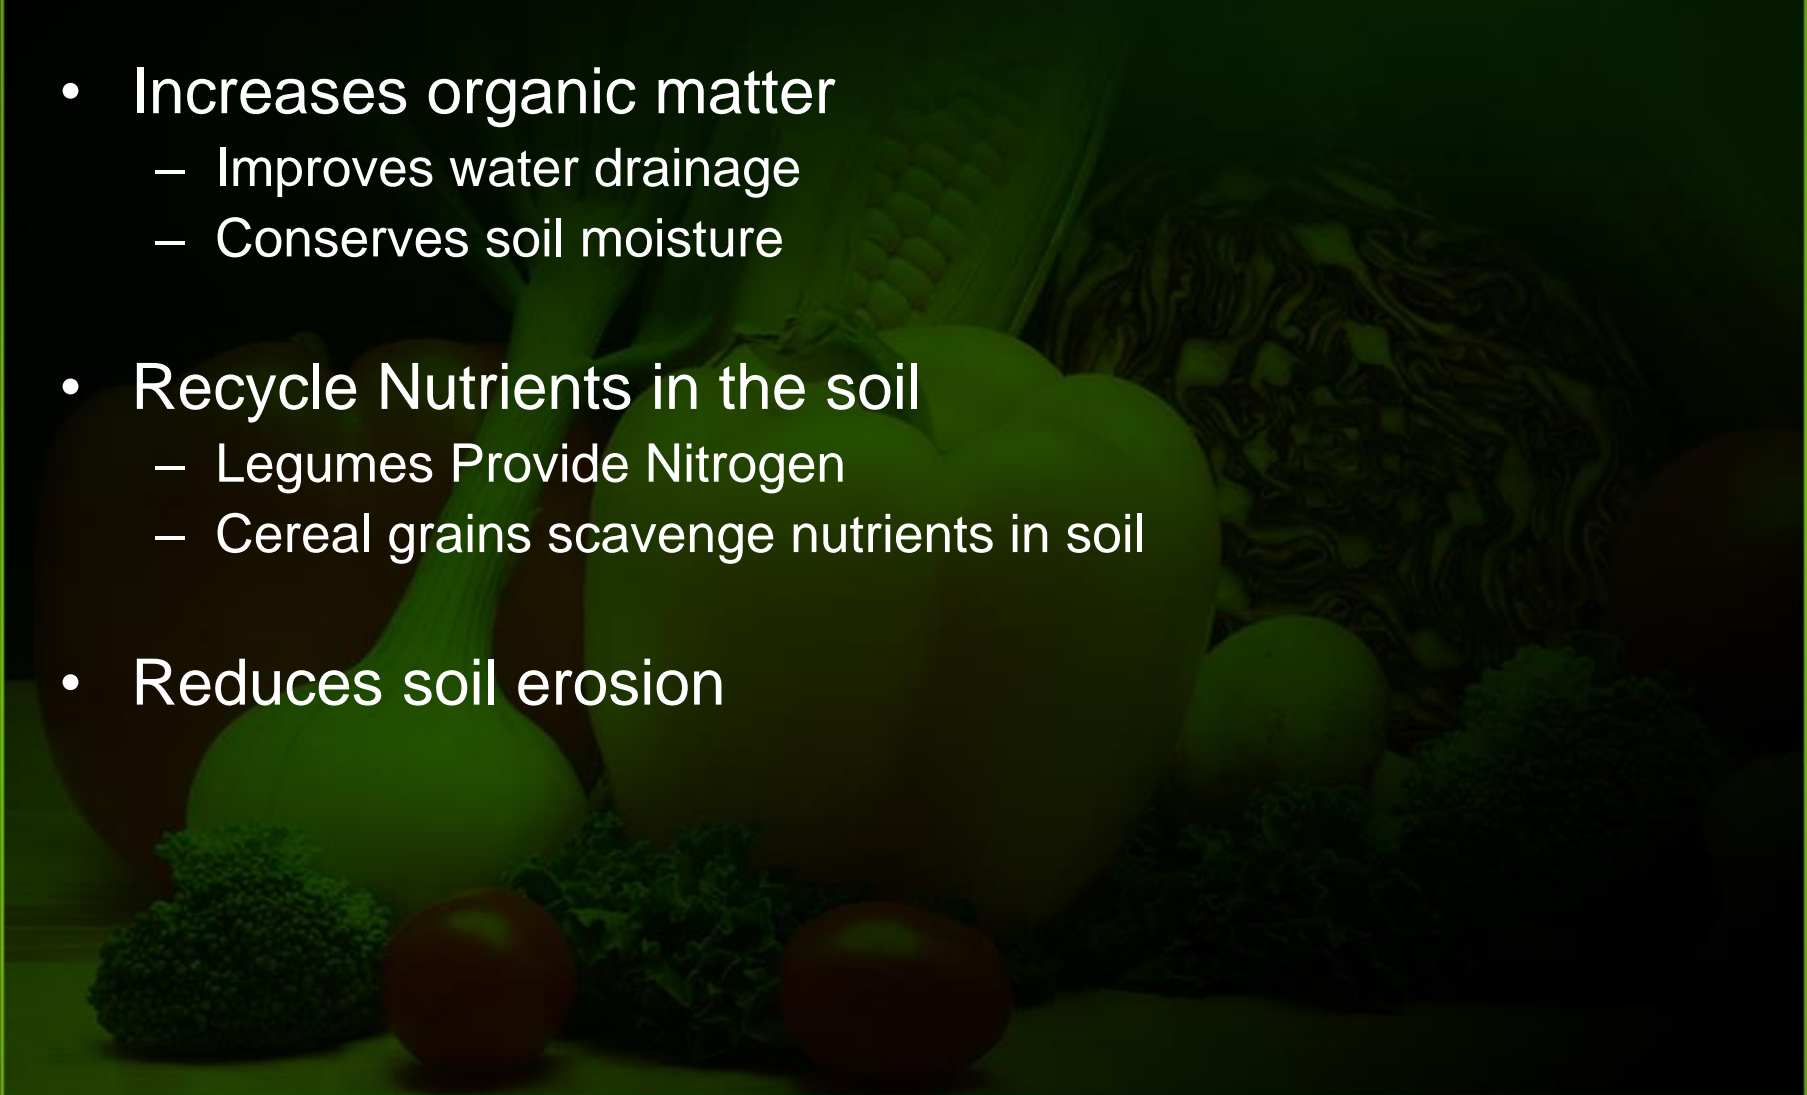 • Increases organic matter
– Improves water drainage
– Conserves soil moisture
• Recycle Nutrients in the soil
– Legumes Provide Nitrogen
– Cereal grains scavenge nutrients in soil
• Reduces soil erosion